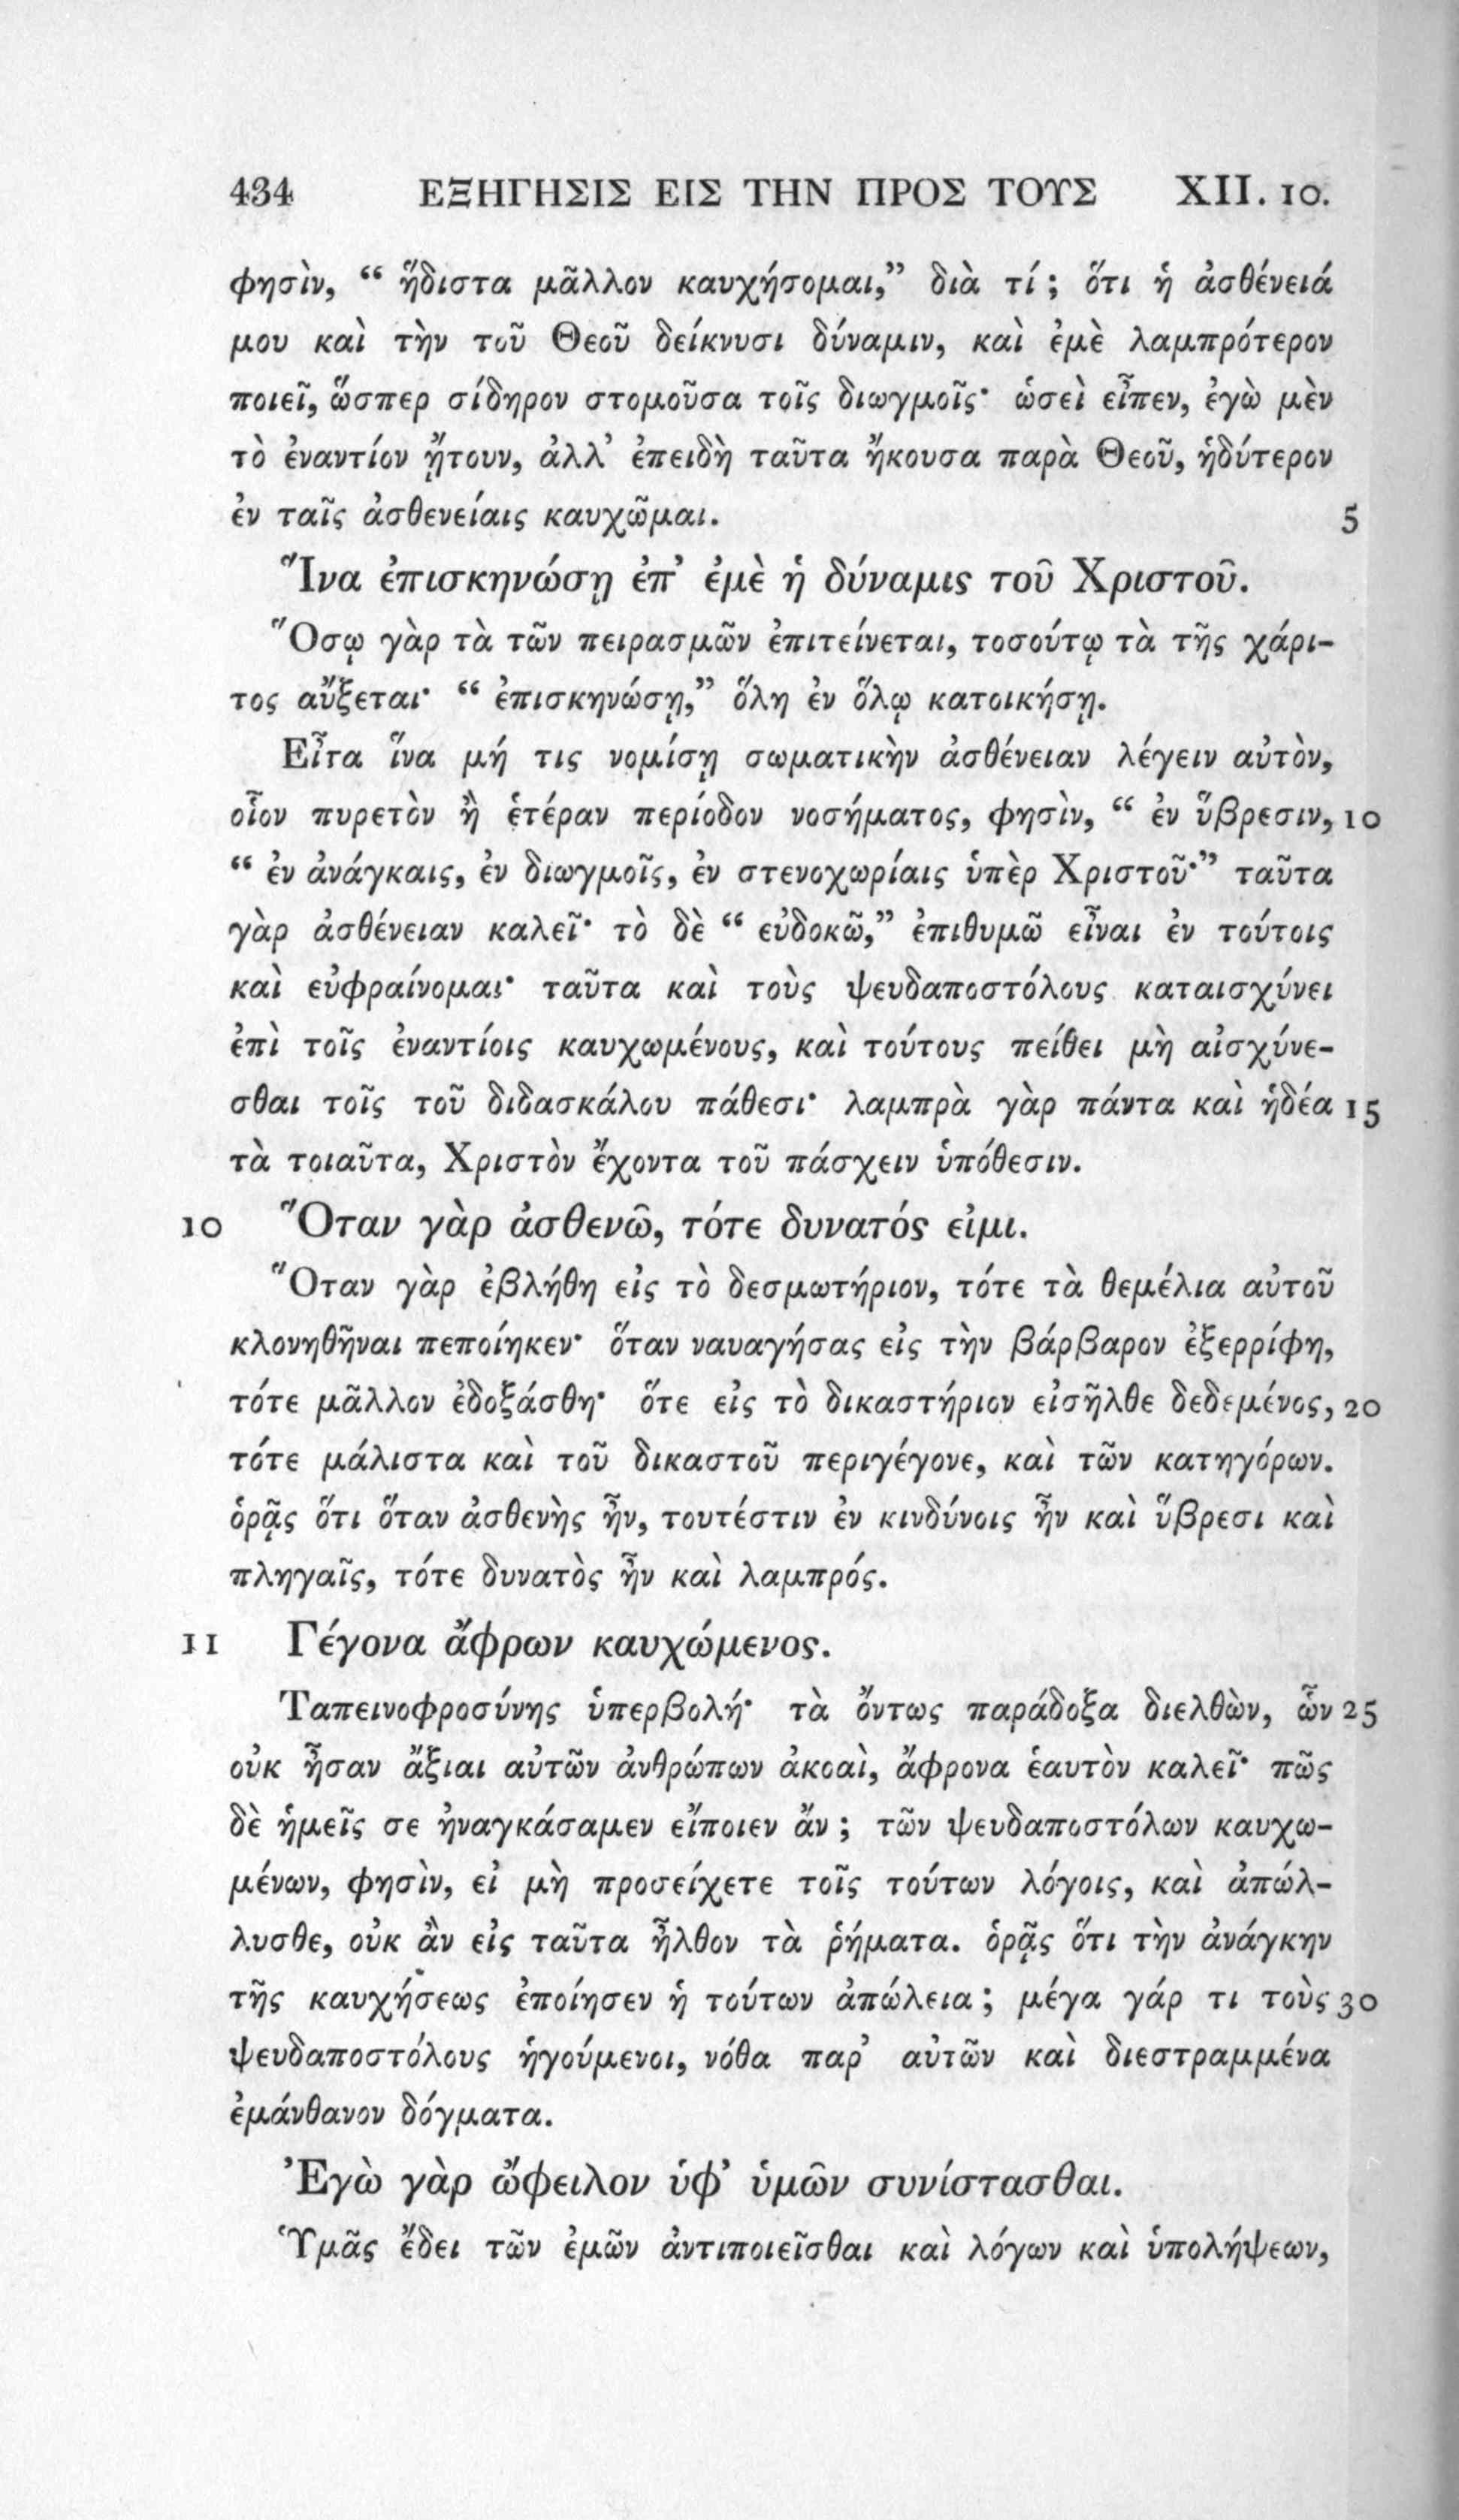 434 ΕΞΗΓΗΣΙΣ ΕΙΣ ΤΗΝ ΠΡΟΣ ΤΟΥΣ XII. 10.
φησὶν, “ ἥδιστα μᾶλλον καυχήσομαι,” διὰ τί ; ὅτι ἡ ἀσθένειά
μου καὶ τὴν τοῦ Θεοῦ δείκνυσι δύναμιν, καὶ ἐμὲ λαμπρότερον
ποιεῖ, ὥσπερ σίδηρον στομοῦσα τοῖς διωγμοῖς· ὡσεὶ εἶπεν, ἐγὼ μὲν
τὸ ἐναντίον ᾔτουν, ἀλλ’ ἐπειδὴ ταῦτα ἤκουσα παρὰ Θεοῦ, ἡδύτερον
ἐν ταῖς ἀσθενείαις καυχῶμαι. 5
Ἵνα ἐπισκηνώσῃ ἐπ’ ἐμὲ ἡ δύναμις τοῦ Χριστοῦ.
Ὅσῳ γὰρ τὰ τῶν πειρασμῶν ἐπιτείνεται, τοσούτῳ τὰ τῆς χάρι-
τος αὔξεται· “ ἐπισκηνώσῃ,” ὅλη ἐν ὅλῳ κατοικήσῃ.
Εἶτα ἵνα μή τις νομίσῃ σωματικὴν ἀσθένειαν λέγειν αὐτὸν,
οἷον πυρετὸν ἢ ἑτέραν περίοδον νοσήματος, φησὶν, “ ἐν ὕβρεσιν, 10
“ ἐν ἀνάγκαις, ἐν διωγμοῖς, ἐν στενοχωρίαις ὑπὲρ Χριστοῦ·” ταῦτα
γὰρ ἀσθένειαν καλεῖ· τὸ δὲ “ εὐδοκῶ,” ἐπιθυμῶ εἶναι ἐν τούτοις
καὶ εὐφραίνομαι· ταῦτα καὶ τοὺς ψευδαποστόλους καταισχύνει
ἐπὶ τοῖς ἐναντίοις καυχωμένους, καὶ τούτους πείθει μὴ αἰσχύνε-
σθαι τοῖς τοῦ διδασκάλου πάθεσι· λαμπρὰ γὰρ πάντα καὶ ἡδέα 15
τὰ τοιαῦτα, Χριστὸν ἔχοντα τοῦ πάσχειν ὑπόθεσιν.
10 Ὅταν γὰρ ἀσθενῶ, τότε δυνατός εἰμι.
Ὅταν γὰρ ἐβλήθη εἰς τὸ δεσμωτήριον, τότε τὰ θεμέλια αὐτοῦ
κλονηθῆναι πεποίηκεν· ὅταν ναυαγήσας εἰς τὴν βάρβαρον ἐξερρίφη,
τότε μᾶλλον ἐδοξάσθη· ὅτε εἰς τὸ δικαστήριον εἰσῆλθε δεδεμένος, 20
τότε μάλιστα καὶ τοῦ δικαστοῦ περιγέγονε, καὶ τῶν κατηγόρων.
ὁρᾷς ὅτι ὅταν ἀσθενὴς ἦν, τουτέστιν ἐν κινδύνοις ἦν καὶ ὕβρεσι καὶ
πληγαῖς, τότε δυνατὸς ἦν καὶ λαμπρός.
11 Γέγονα ἄφρων καυχώμενος.
Ταπεινοφροσύνης ὑπερβολή· τὰ ὄντως παράδοξα διελθὼν, ὧν 25
οὐκ ἦσαν ἄξιαι αὐτῶν ἀνθρώπων ἀκοαὶ, ἄφρονα ἑαυτὸν καλεῖ· πῶς
δὲ ἡμεῖς σε ἠναγκάσαμεν εἴποιεν ἄν ; τῶν ψευδαποστόλων καυχω-
μένων, φησὶν, εἰ μὴ προσείχετε τοῖς τούτων λόγοις, καὶ ἀπώλ-
λυσθε, οὐκ ἂν εἰς ταῦτα ἦλθον τὰ ῥήματα. ὁρᾷς ὅτι τὴν ἀνάγκην
τῆς καυχήσεως ἐποίησεν ἡ τούτων ἀπώλεια ; μέγα γάρ τι τοὺς 30
ψευδαποστόλους ἡγούμενοι, νόθα παρ’ αὐτῶν καὶ διεστραμμένα
ἐμάνθανον δόγματα.
Ἐγὼ γὰρ ὤφειλον ὑφ’ ὑμῶν συνίστασθαι.
Ὑμᾶς ἔδει τῶν ἐμῶν ἀντιποιεῖσθαι καὶ λόγων καὶ ὑπολήψεων,